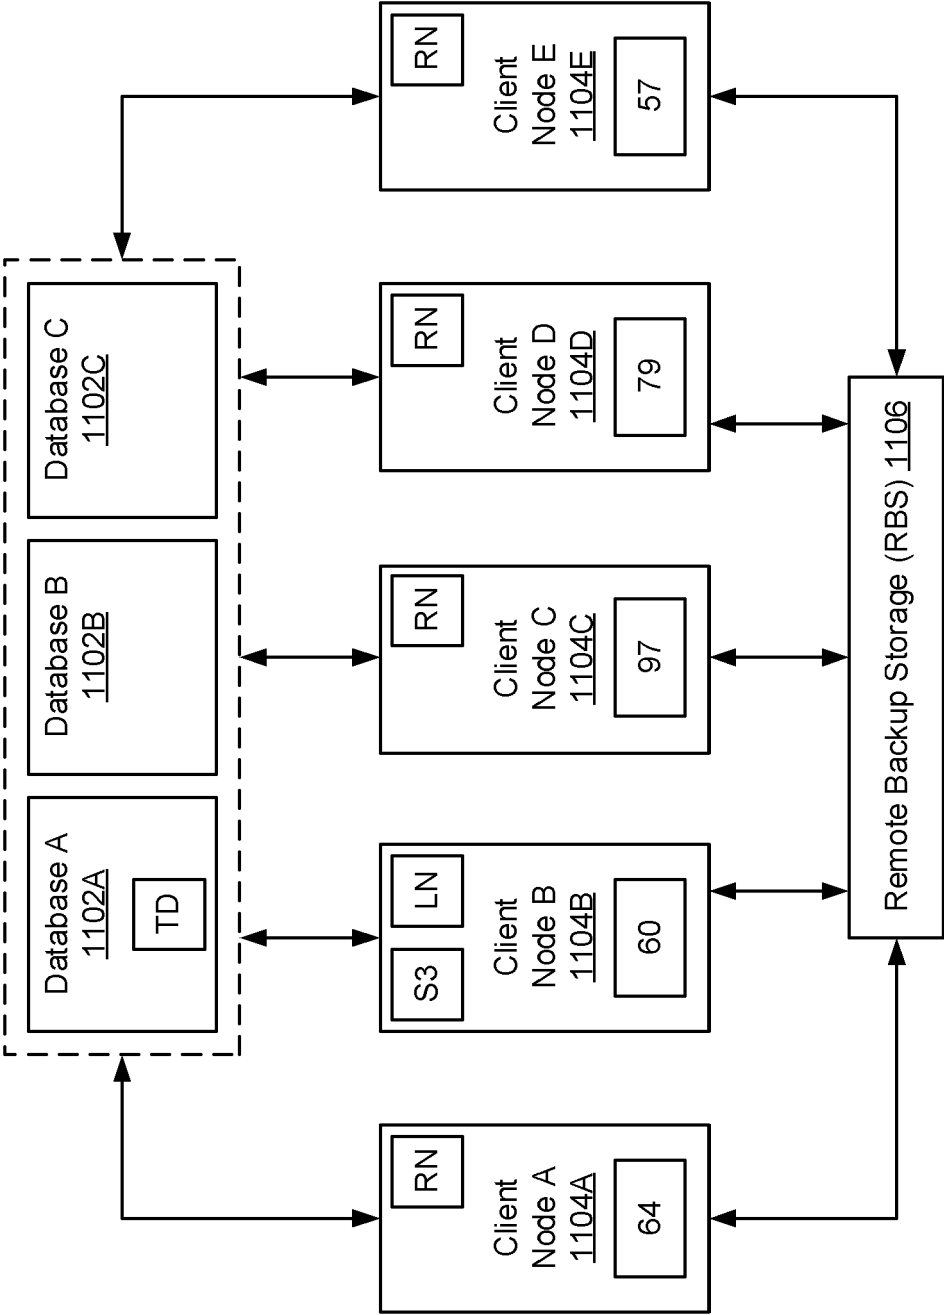 Database A
1102A
TD
Database B
1102B
Database C
1102C
RN
Client
Node A
1104A
64
S3
LN
Client
Node B
1104B
60
RN
Client
Node C
1104C
97
RN
Client
Node D
1104D
79
RN
Client
Node E
1104E
57
Remote Backup Storage (RBS) 1106